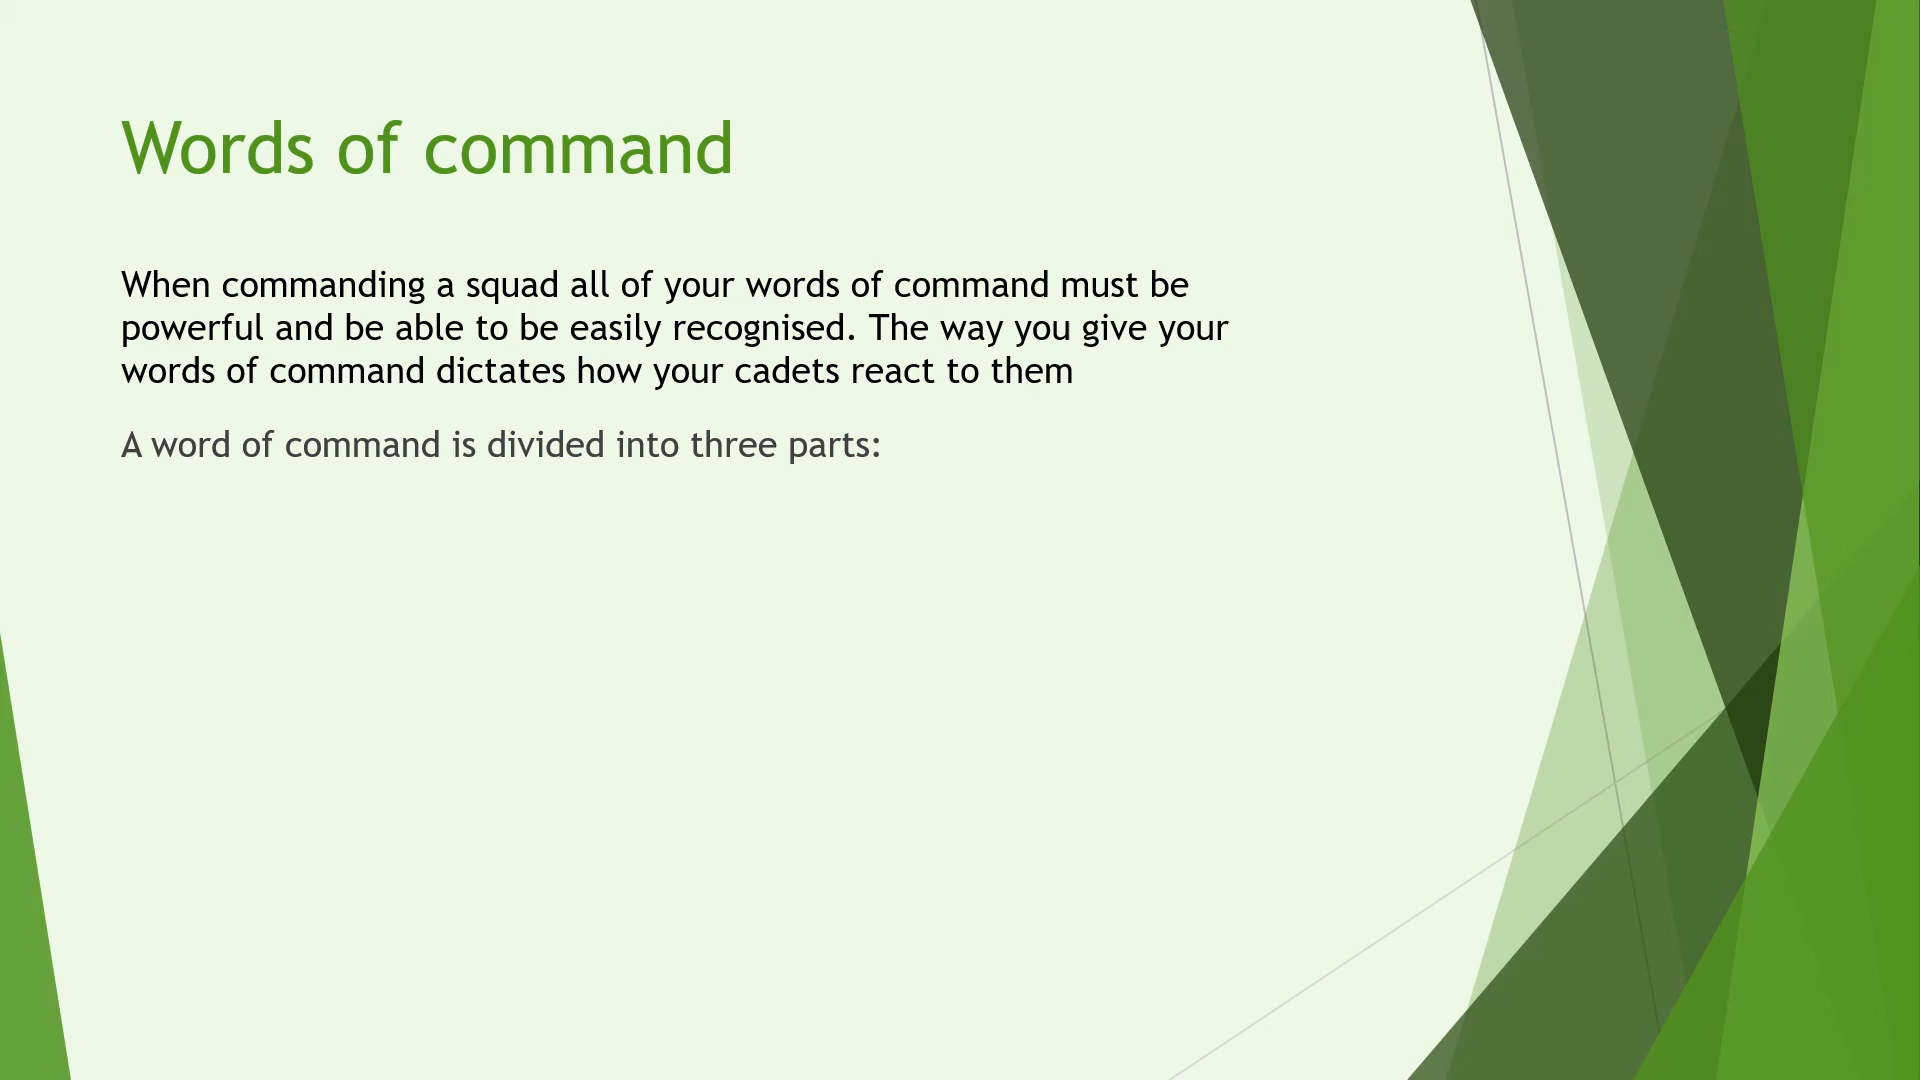 Words of command
When commanding a squad all of your words of command must be
powerful and be able to be easily recognised. The way you give your
words of command dictates how your cadets react to them
A word of command is divided into three parts: